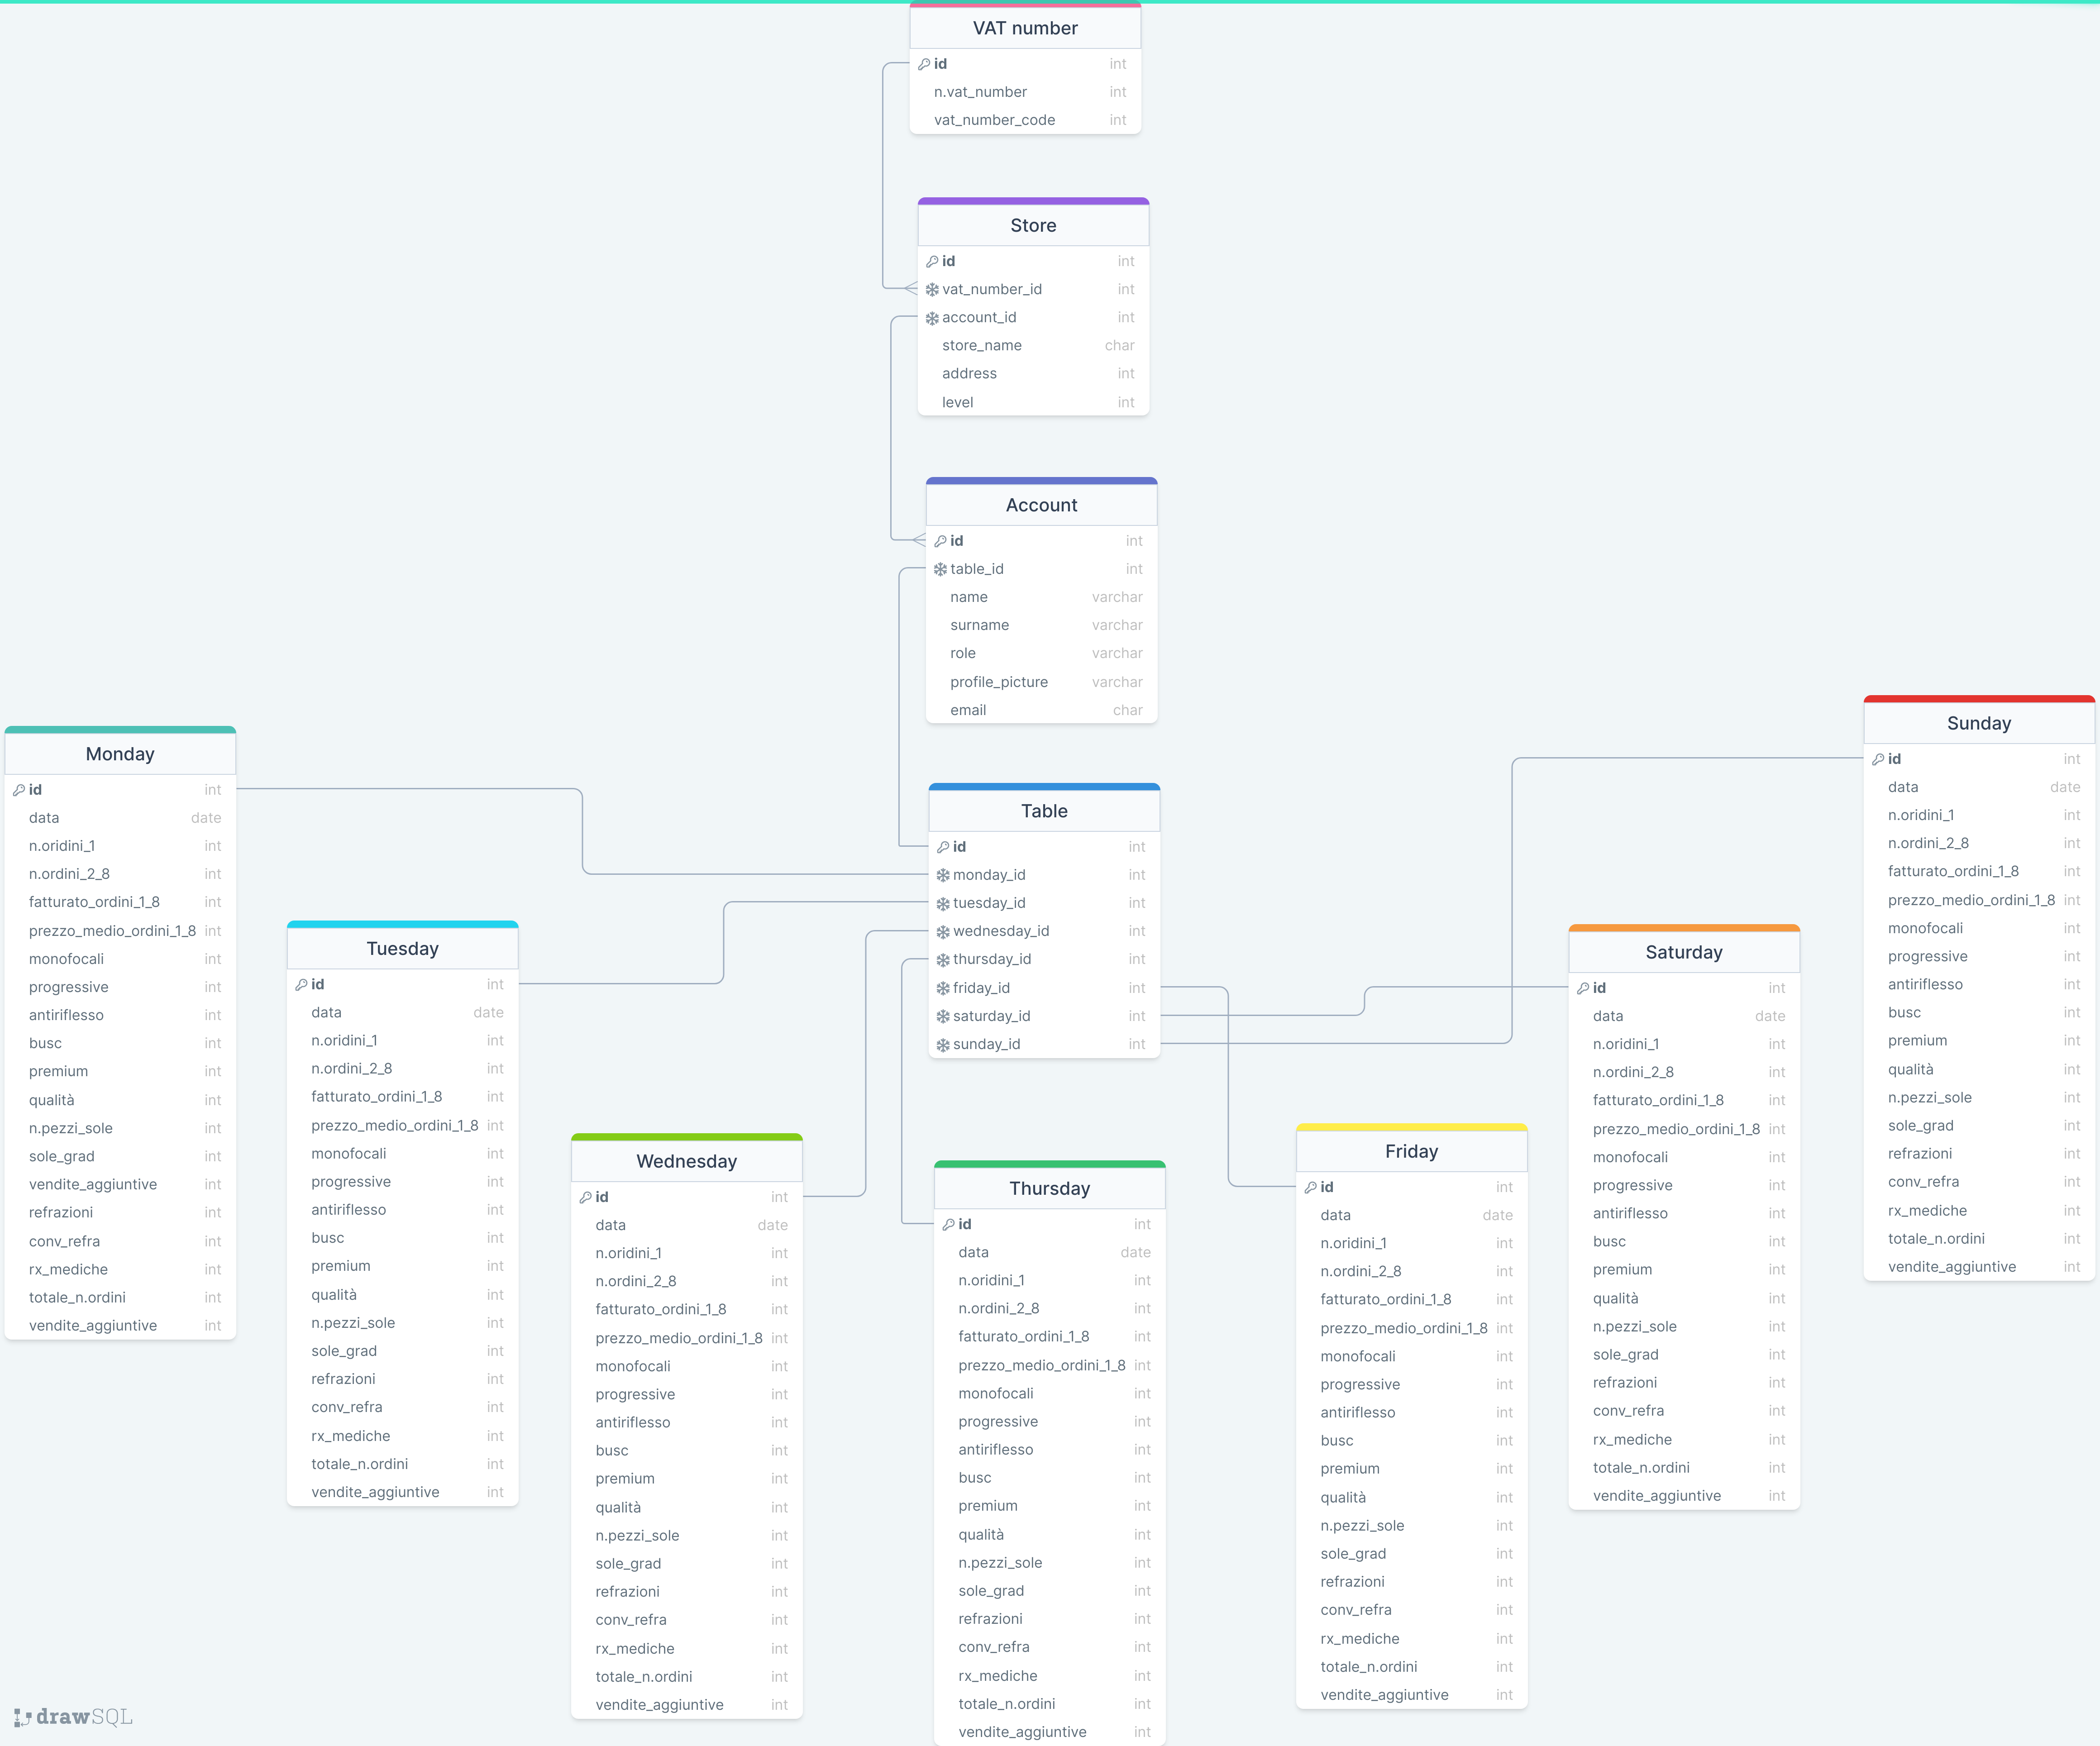 VAT number
id int
n.vat_number int
vat_number_code int
Store
id int
vat_number_id int
account_id int
store_name char
address int
level int
Account
id int
table_id int
name varchar
surname varchar
role varchar
profile_picture varchar
email char
Table
id int
monday_id int
tuesday_id int
wednesday_id int
thursday_id int
friday_id int
saturday_id int
sunday_id int
Monday
id int
data date
n.oridini_1 int
n.ordini_2_8 int
fatturato_ordini_1_8 int
prezzo_medio_ordini_1_8 int
monofocali int
progressive int
antiriflesso int
busc int
premium int
qualità int
n.pezzi_sole int
sole_grad int
vendite_aggiuntive int
refrazioni int
conv_refra int
rx_mediche int
totale_n.ordini int
vendite_aggiuntive int
Tuesday
id int
data date
n.oridini_1 int
n.ordini_2_8 int
fatturato_ordini_1_8 int
prezzo_medio_ordini_1_8 int
monofocali int
progressive int
antiriflesso int
busc int
premium int
qualità int
n.pezzi_sole int
sole_grad int
refrazioni int
conv_refra int
rx_mediche int
totale_n.ordini int
vendite_aggiuntive int
Wednesday
id int
data date
n.oridini_1 int
n.ordini_2_8 int
fatturato_ordini_1_8 int
prezzo_medio_ordini_1_8 int
monofocali int
progressive int
antiriflesso int
busc int
premium int
qualità int
n.pezzi_sole int
sole_grad int
refrazioni int
conv_refra int
rx_mediche int
totale_n.ordini int
vendite_aggiuntive int
Thursday
id int
data date
n.oridini_1 int
n.ordini_2_8 int
fatturato_ordini_1_8 int
prezzo_medio_ordini_1_8 int
monofocali int
progressive int
antiriflesso int
busc int
premium int
qualità int
n.pezzi_sole int
sole_grad int
refrazioni int
conv_refra int
rx_mediche int
totale_n.ordini int
vendite_aggiuntive int
Friday
id int
data date
n.oridini_1 int
n.ordini_2_8 int
fatturato_ordini_1_8 int
prezzo_medio_ordini_1_8 int
monofocali int
progressive int
antiriflesso int
busc int
premium int
qualità int
n.pezzi_sole int
sole_grad int
refrazioni int
conv_refra int
rx_mediche int
totale_n.ordini int
vendite_aggiuntive int
Saturday
id int
data date
n.oridini_1 int
n.ordini_2_8 int
fatturato_ordini_1_8 int
prezzo_medio_ordini_1_8 int
monofocali int
progressive int
antiriflesso int
busc int
premium int
qualità int
n.pezzi_sole int
sole_grad int
refrazioni int
conv_refra int
rx_mediche int
totale_n.ordini int
vendite_aggiuntive int
Sunday
id int
data date
n.oridini_1 int
n.ordini_2_8 int
fatturato_ordini_1_8 int
prezzo_medio_ordini_1_8 int
monofocali int
progressive int
antiriflesso int
busc int
premium int
qualità int
n.pezzi_sole int
sole_grad int
refrazioni int
conv_refra int
rx_mediche int
totale_n.ordini int
vendite_aggiuntive int
drawSQL